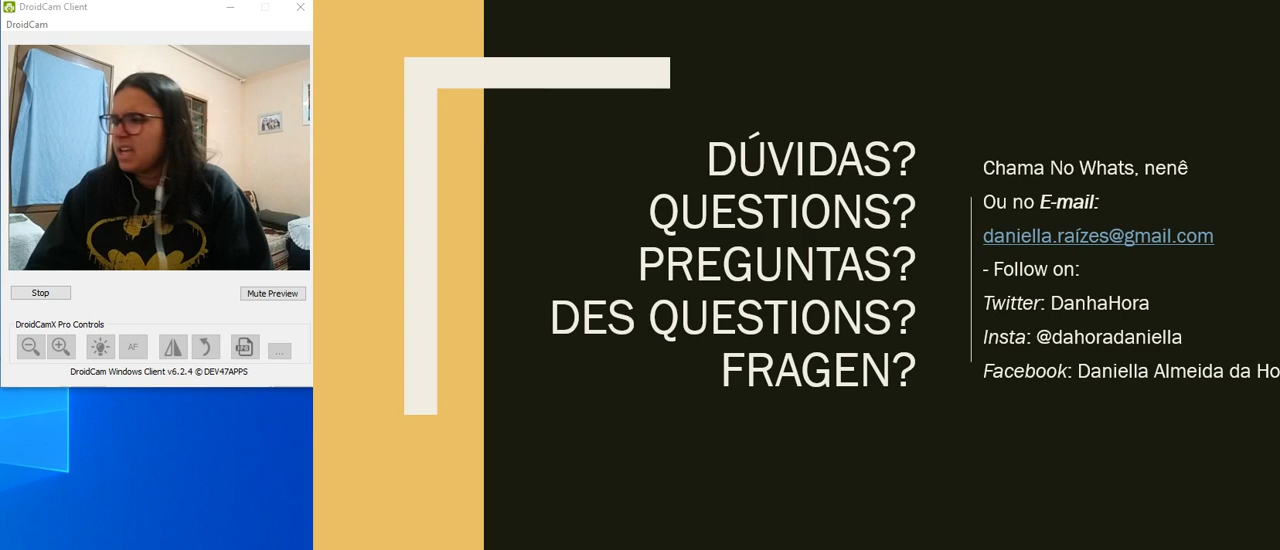 DroidCam Client
DroidCam
Stop
Mute Preview
DroidCamX Pro Controls
AF
...
DroidCam Windows Client v6.2.4 © DEV47APPS
DÚVIDAS?
QUESTIONS?
PREGUNTAS?
DES QUESTIONS?
FRAGEN?
Chama No Whats, nenê
Ou no E-mail:
daniella.raízes@gmail.com
- Follow on:
Twitter: DanhaHora
Insta: @dahoradaniella
Facebook: Daniella Almeida da Ho